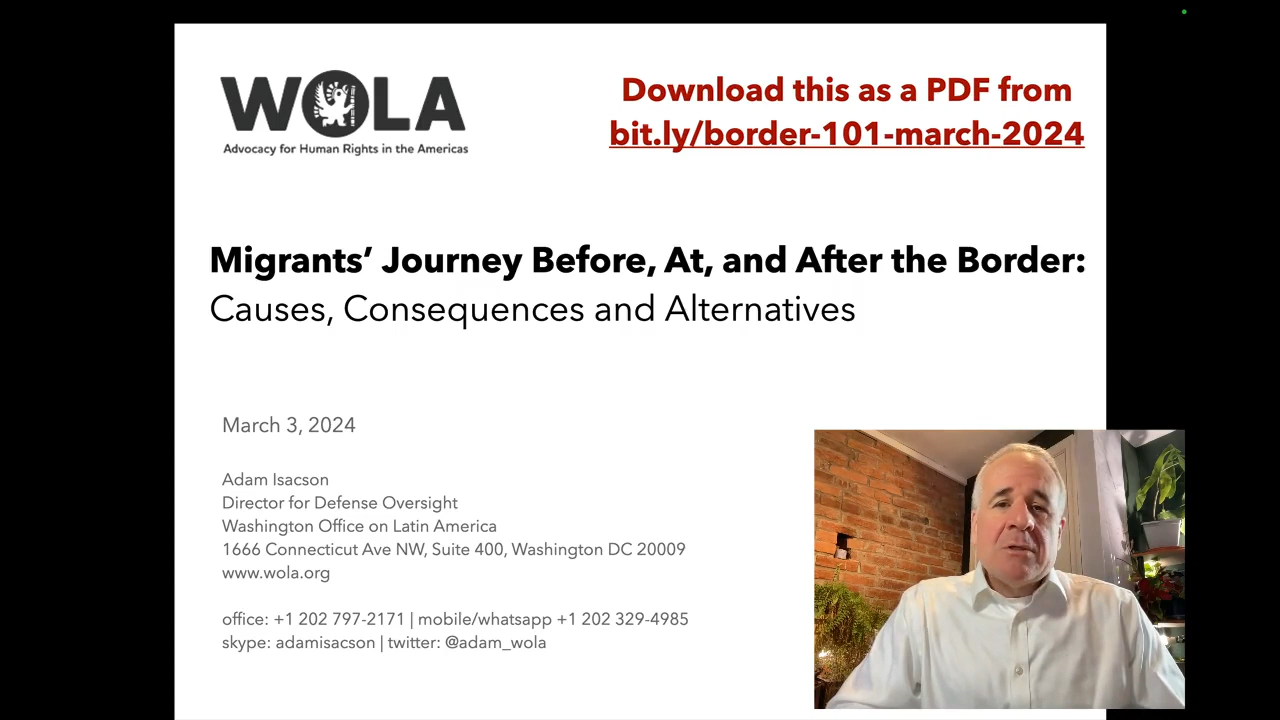 WOLA
Advocacy for Human Rights in the Americas
Download this as a PDF from
bit.ly/border-101-march-2024
Migrants’ Journey Before, At, and After the Border:
Causes, Consequences and Alternatives
March 3, 2024
Adam Isacson
Director for Defense Oversight
Washington Office on Latin America
1666 Connecticut Ave NW, Suite 400, Washington DC 20009
www.wola.org
office: +1 202 797-2171 | mobile/whatsapp +1 202 329-4985
skype: adamisacson | twitter: @adam_wola